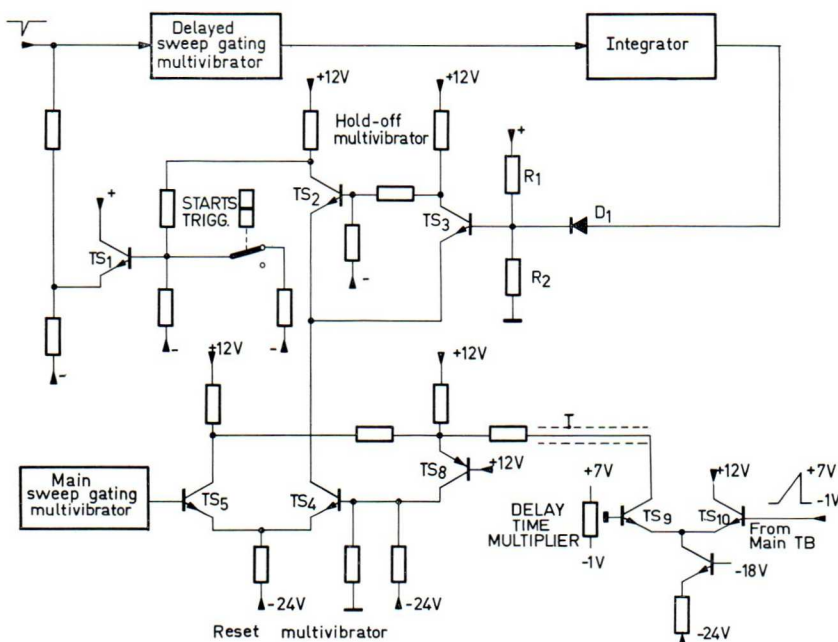 Delayed
sweep gating
multivibrator
Integrator
+12V
+12V
Hold-off
multivibrator
+
R1
D1
TS2
TS3
STARTS
TRIGG.
+
TS1
R2
-
-
-
-
+12V
+12V
T
Main
sweep gating
multivibrator
TS5
TS4
TS8
+12V
+7V
DELAY
TIME
MULTIPLIER
-1V
TS9
+12V
TS10
+7V
-1V
From
Main TB
-18V
-24V
-24V
-24V
Reset multivibrator